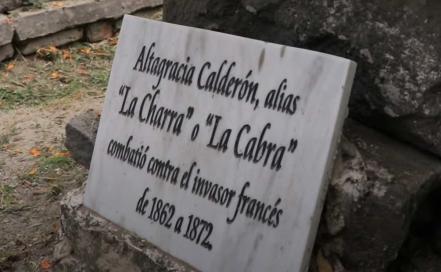 Altagracia Calderón, alias
“La Charra” o “La Cabra”
combatió contra el invasor francés
de 1862 a 1872.